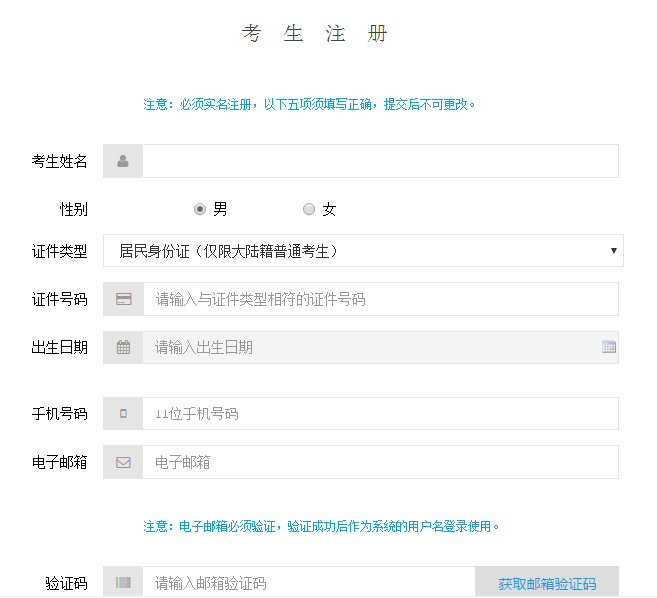 考生注册
注意：必须实名注册，以下五项须填写正确，提交后不可更改。
考生姓名
性别 男 女
证件类型 居民身份证（仅限大陆籍普通考生）
证件号码 请输入与证件类型相符的证件号码
出生日期 请输入出生日期
手机号码 11位手机号码
电子邮箱 电子邮箱
注意：电子邮箱必须验证，验证成功后作为系统的用户名登录使用。
验证码 请输入邮箱验证码 获取邮箱验证码